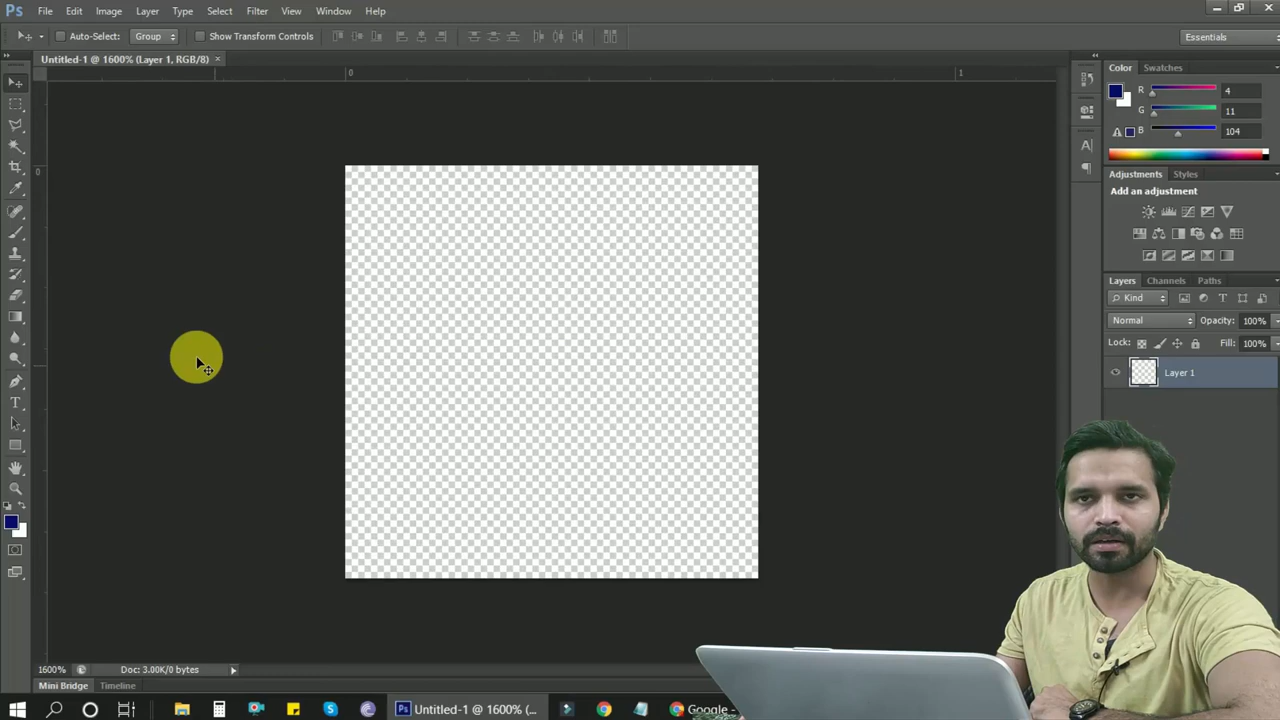 Ps File Edit Image Layer Type Select Filter View Window Help
Auto-Select: Group Show Transform Controls Essentials
Untitled-1 @ 1600% (Layer 1, RGB/8) ×
0 1
0
Color Swatches
R 4
G 11
B 104
Adjustments Styles
Add an adjustment
Layers Channels Paths
Kind
Normal Opacity: 100%
Lock: Fill: 100%
Layer 1
1600% Doc: 3.00K/0 bytes
Mini Bridge Timeline
Untitled-1 @ 1600% (... Google -